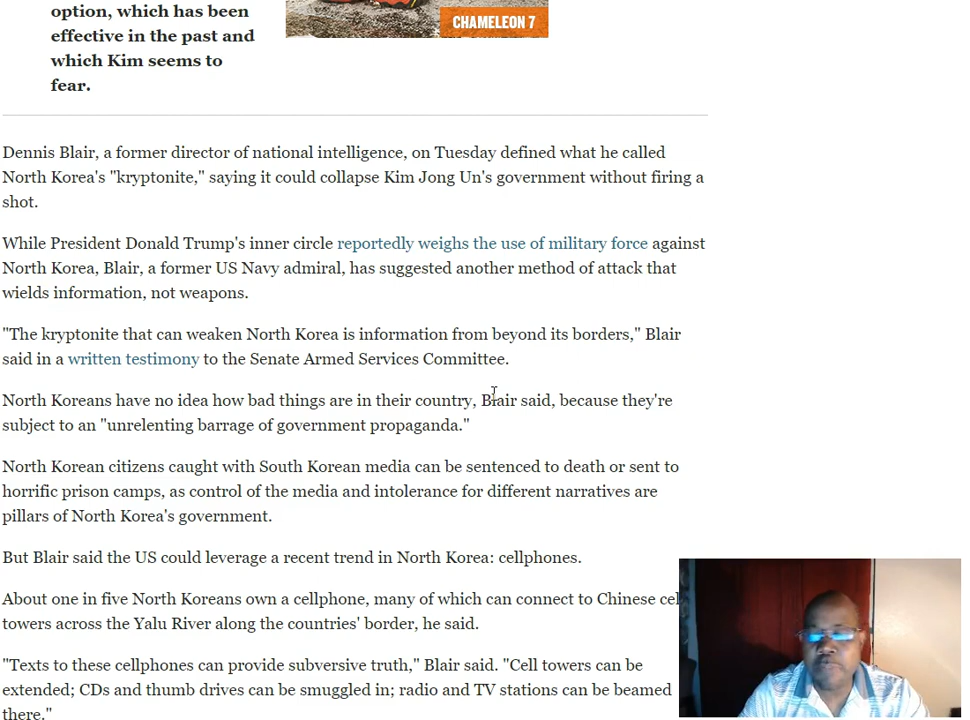 option, which has been
effective in the past and
which Kim seems to
fear.
CHAMELEON 7
Dennis Blair, a former director of national intelligence, on Tuesday defined what he called
North Korea's "kryptonite," saying it could collapse Kim Jong Un's government without firing a
shot.
While President Donald Trump's inner circle reportedly weighs the use of military force against
North Korea, Blair, a former US Navy admiral, has suggested another method of attack that
wields information, not weapons.
"The kryptonite that can weaken North Korea is information from beyond its borders," Blair
said in a written testimony to the Senate Armed Services Committee.
North Koreans have no idea how bad things are in their country, Blair said, because they're
subject to an "unrelenting barrage of government propaganda."
North Korean citizens caught with South Korean media can be sentenced to death or sent to
horrific prison camps, as control of the media and intolerance for different narratives are
pillars of North Korea's government.
But Blair said the US could leverage a recent trend in North Korea: cellphones.
About one in five North Koreans own a cellphone, many of which can connect to Chinese cel
towers across the Yalu River along the countries' border, he said.
"Texts to these cellphones can provide subversive truth," Blair said. "Cell towers can be
extended; CDs and thumb drives can be smuggled in; radio and TV stations can be beamed
there."